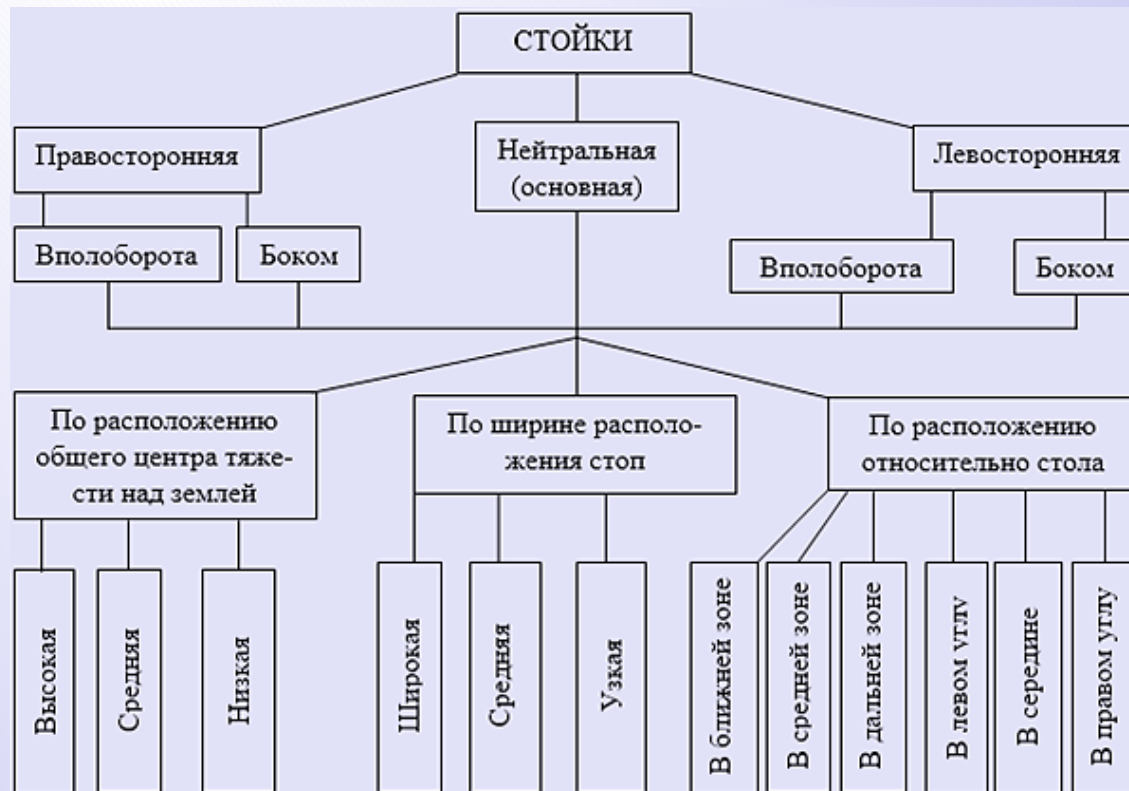 СТОЙКИ
Правосторонняя
Нейтральная
(основная)
Левосторонняя
Вполоборота
Боком
Вполоборота
Боком
По расположению
общего центра тяже-
сти над землей
По ширине располо-
жения стоп
По расположению
относительно стола
Высокая
Средняя
Низкая
Широкая
Средняя
Узкая
В ближней зоне
В средней зоне
В дальней зоне
В левом углу
В середине
В правом углу